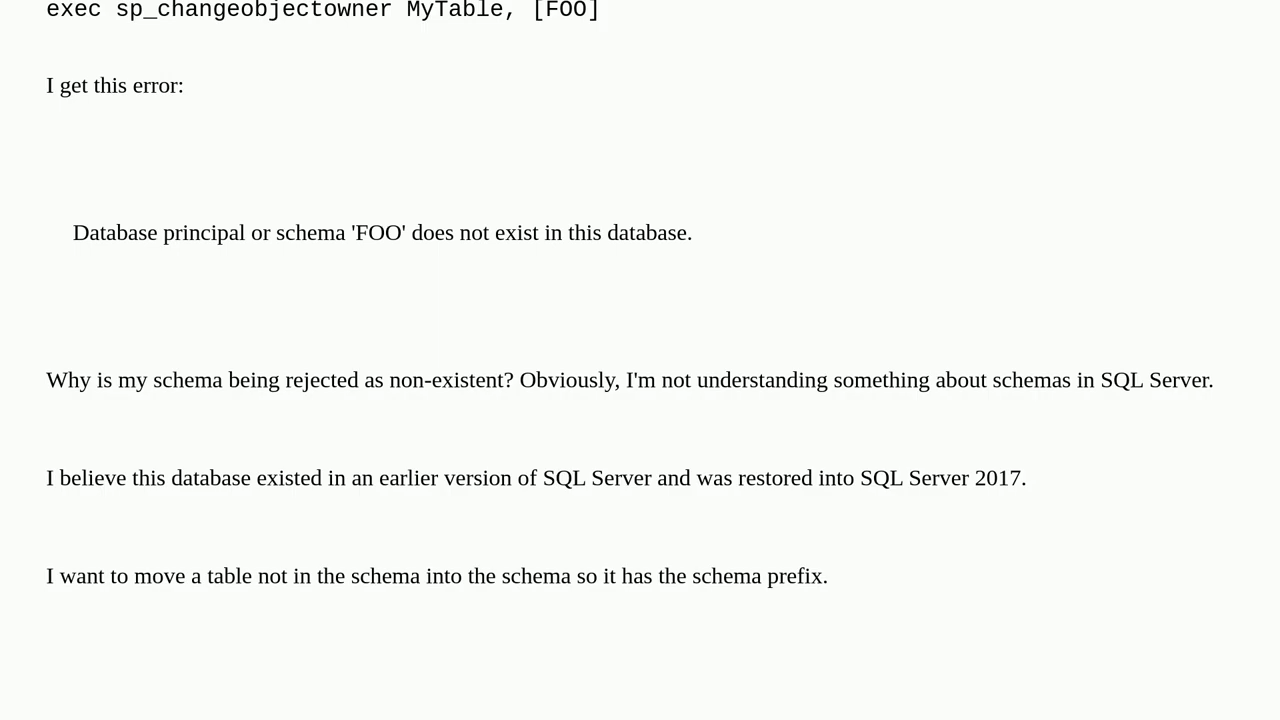 exec sp_changeobjectowner MyTable, [FOO]
I get this error:
Database principal or schema 'FOO' does not exist in this database.
Why is my schema being rejected as non-existent? Obviously, I'm not understanding something about schemas in SQL Server.
I believe this database existed in an earlier version of SQL Server and was restored into SQL Server 2017.
I want to move a table not in the schema into the schema so it has the schema prefix.